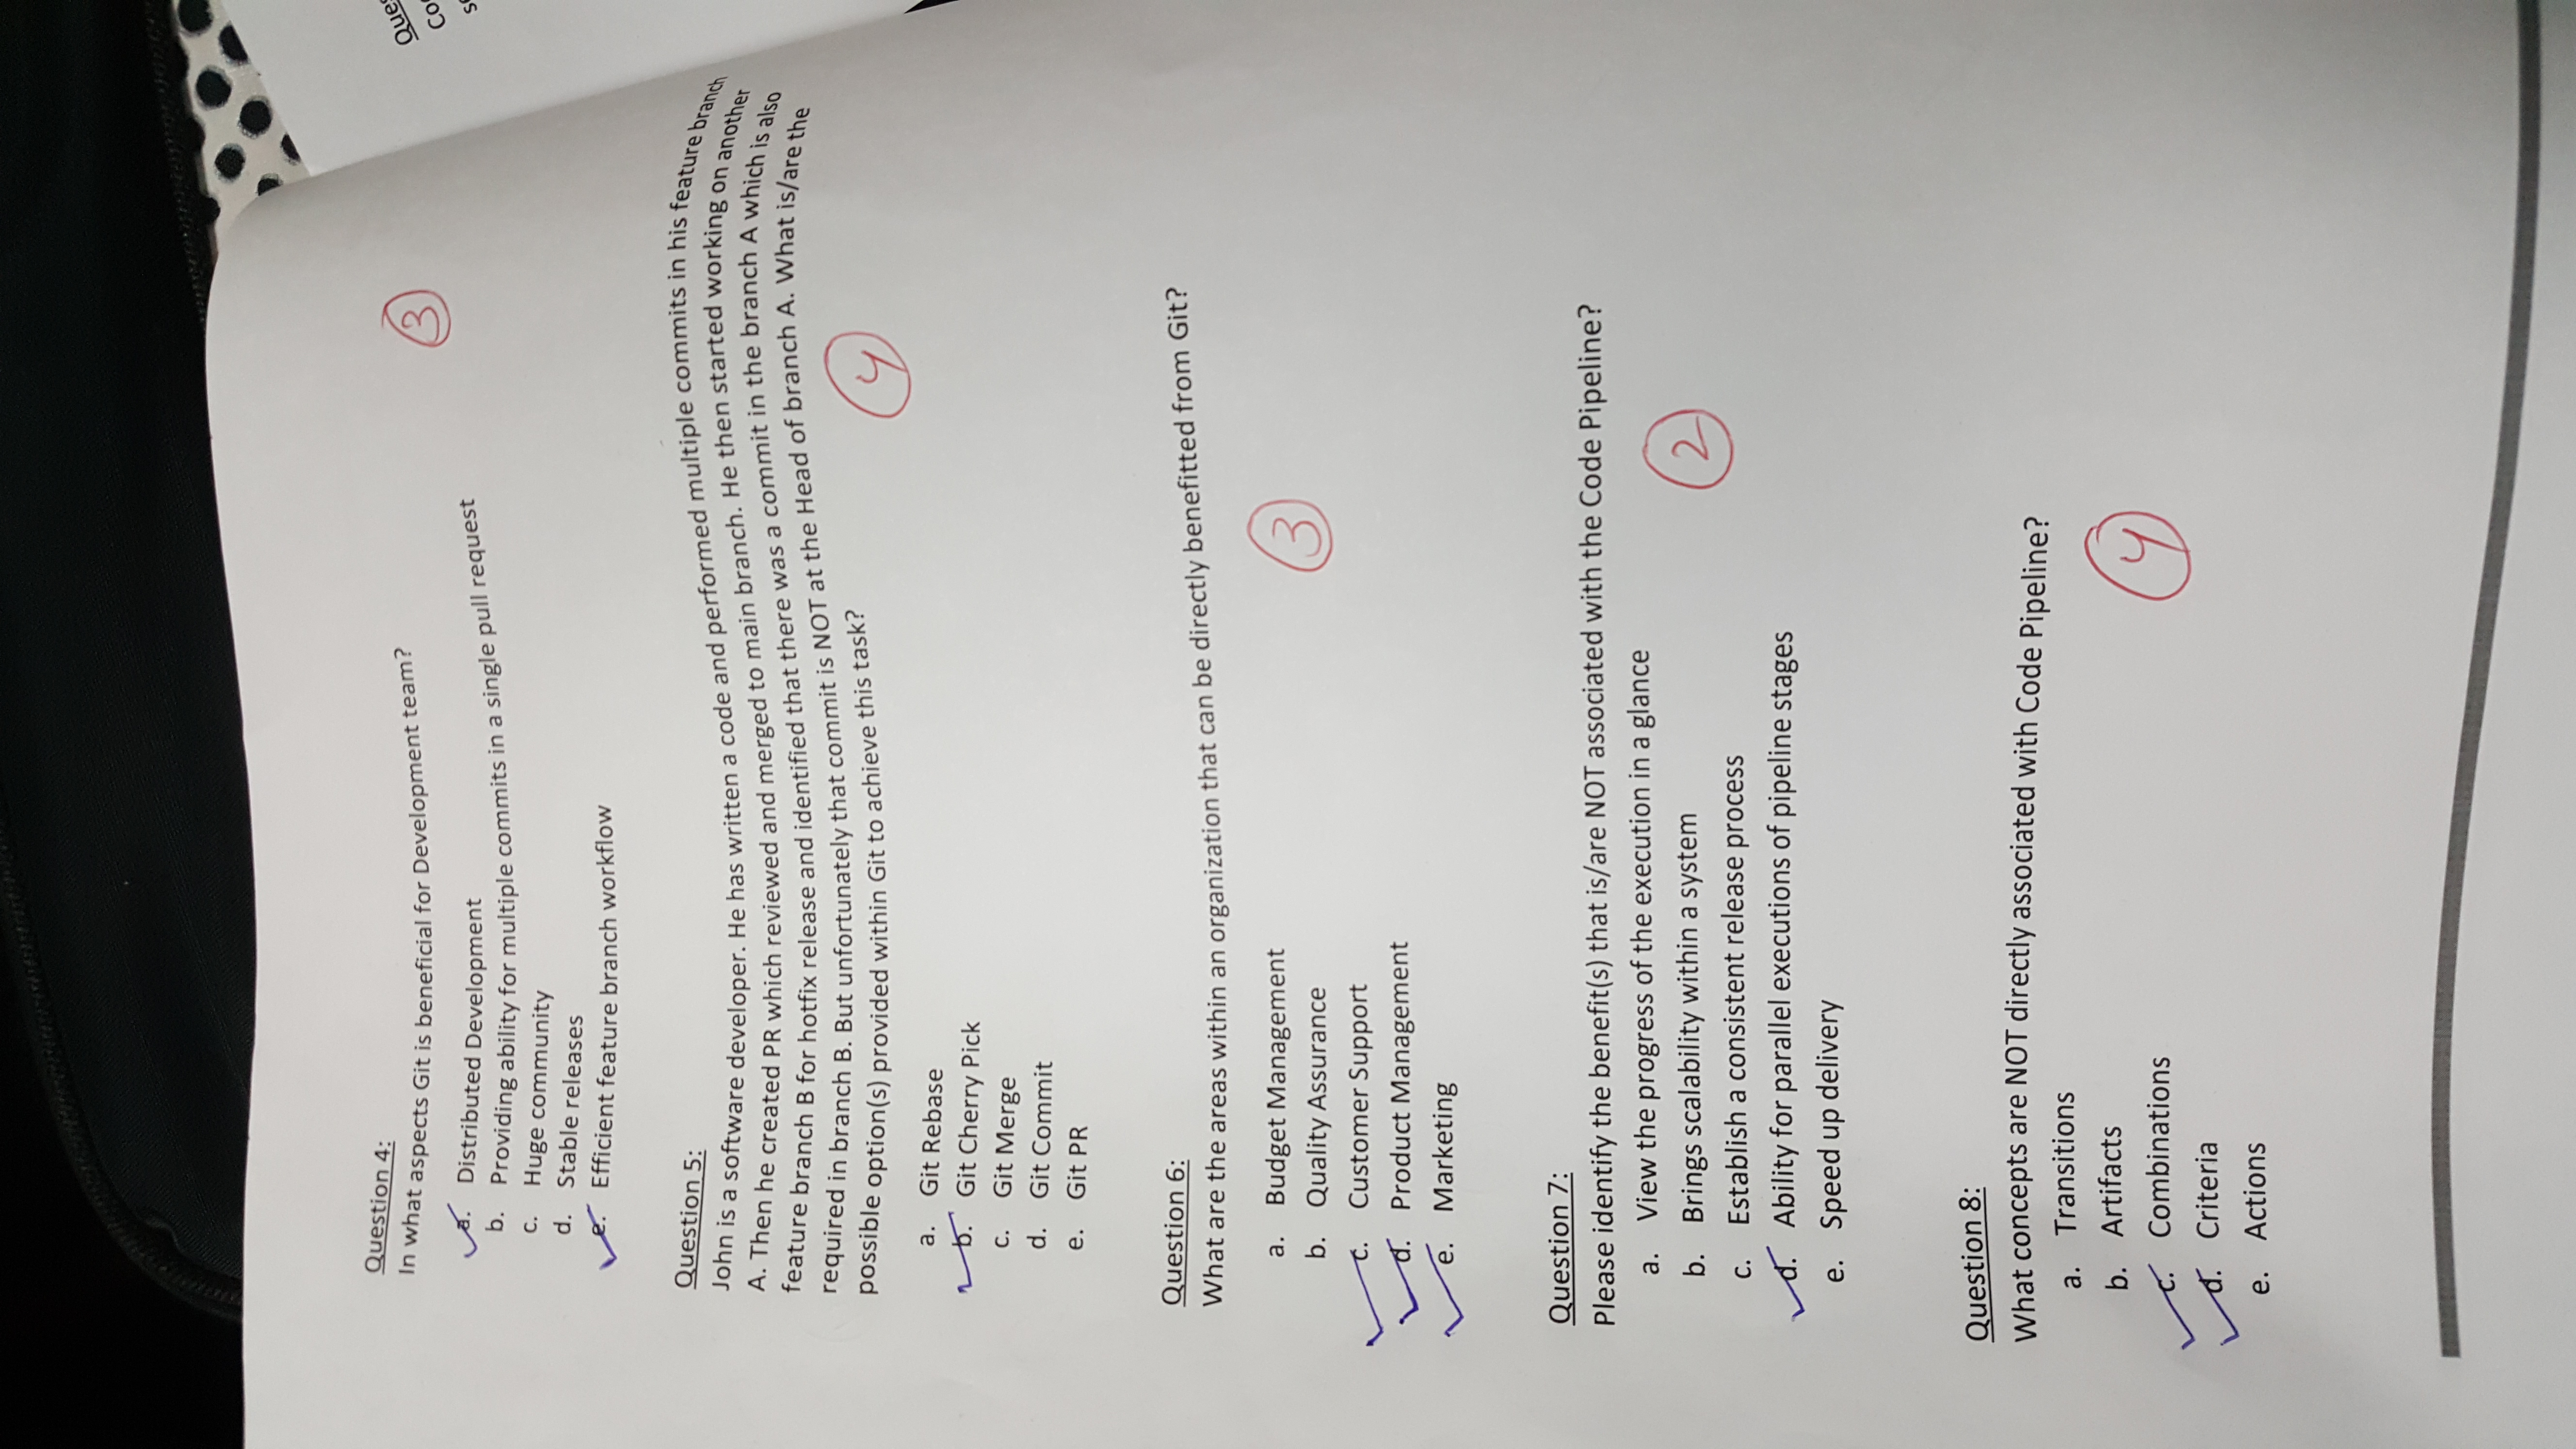 Question 4:
In what aspects Git is beneficial for Development team?
3
a. Distributed Development
b. Providing ability for multiple commits in a single pull request
c. Huge community
d. Stable releases
e. Efficient feature branch workflow
Question 5:
John is a software developer. He has written a code and performed multiple commits in his feature branch
A. Then he created PR which reviewed and merged to main branch. He then started working on another
feature branch B for hotfix release and identified that there was a commit in the branch A which is also
required in branch B. But unfortunately that commit is NOT at the Head of branch A. What is/are the
possible option(s) provided within Git to achieve this task?
4
a. Git Rebase
b. Git Cherry Pick
c. Git Merge
d. Git Commit
e. Git PR
Question 6:
What are the areas within an organization that can be directly benefitted from Git?
3
a. Budget Management
b. Quality Assurance
c. Customer Support
d. Product Management
e. Marketing
Question 7:
Please identify the benefit(s) that is/are NOT associated with the Code Pipeline?
a. View the progress of the execution in a glance
2
b. Brings scalability within a system
c. Establish a consistent release process
d. Ability for parallel executions of pipeline stages
e. Speed up delivery
Question 8:
What concepts are NOT directly associated with Code Pipeline?
a. Transitions
b. Artifacts
4
c. Combinations
d. Criteria
e. Actions